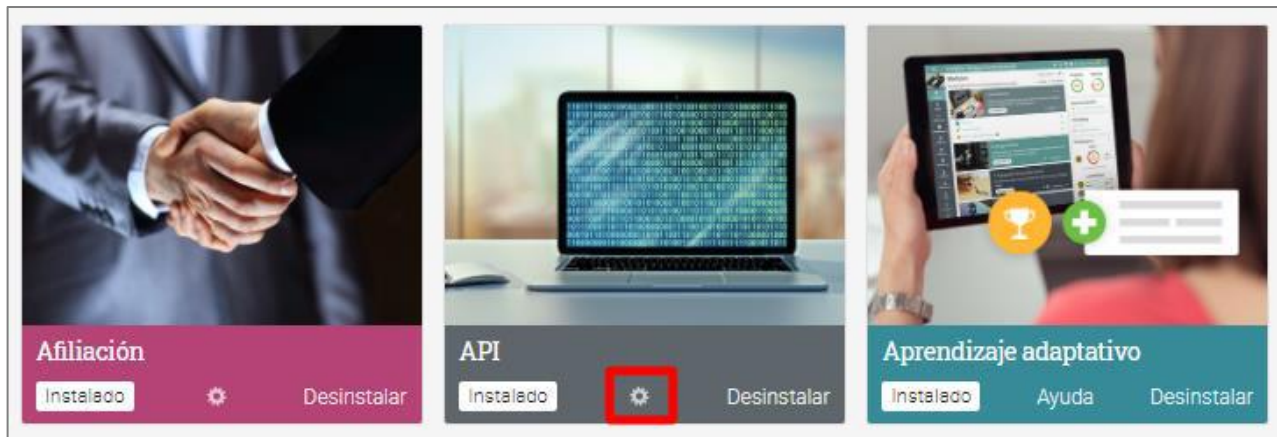 Afiliación
Instalado
Desinstalar
API
Instalado
Desinstalar
Aprendizaje adaptativo
Instalado
Ayuda
Desinstalar